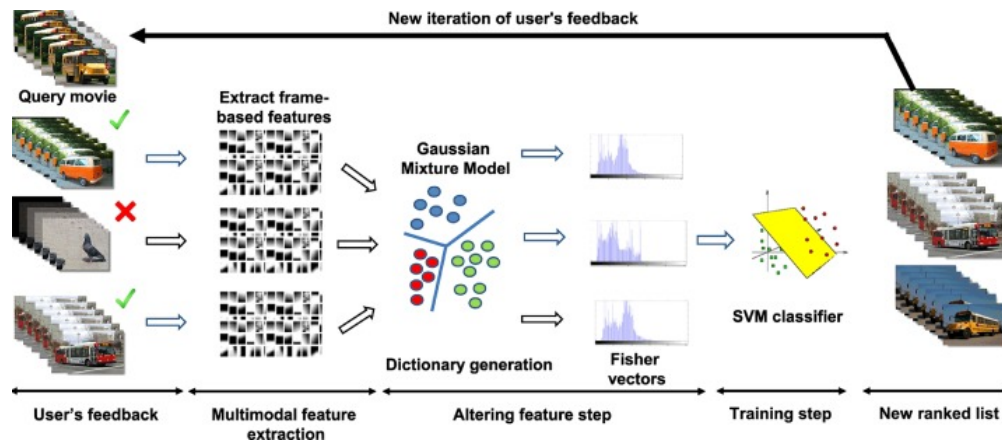 New iteration of user's feedback
Query movie
Extract frame-
based features
Gaussian
Mixture Model
SVM classifier
Dictionary generation
Fisher
vectors
User's feedback
Multimodal feature
extraction
Altering feature step
Training step
New ranked list